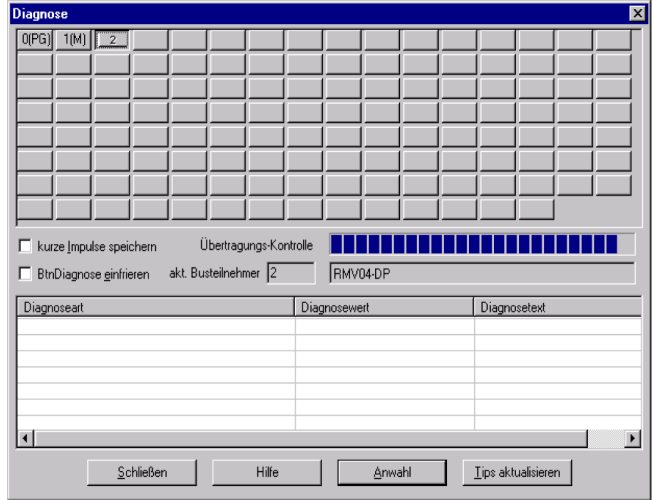 Diagnose
0(PG) 1(M) 2
kurze Impulse speichern Übertragungs-Kontrolle
BtnDiagnose einfrieren akt. Busteilnehmer 2 RMV04-DP
Diagnoseart Diagnosewert Diagnosetext
Schließen Hilfe Anwahl Tips aktualisieren